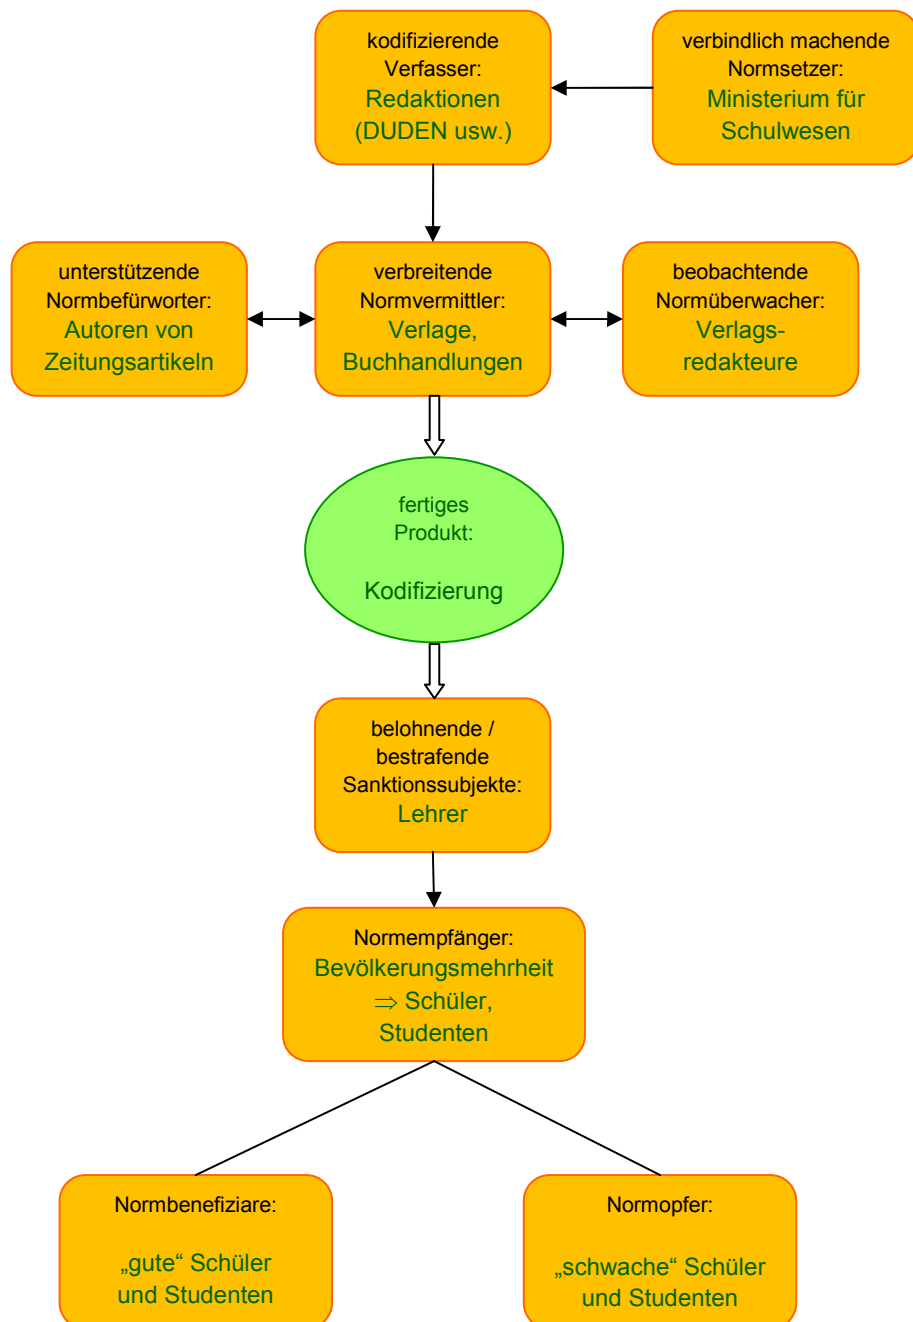 kodifizierende
Verfasser:
Redaktionen
(DUDEN usw.)
verbindlich machende
Normsetzer:
Ministerium für
Schulwesen
unterstützende
Normbefürworter:
Autoren von
Zeitungsartikeln
verbreitende
Normvermittler:
Verlage,
Buchhandlungen
beobachtende
Normüberwacher:
Verlags-
redakteure
fertiges
Produkt:
Kodifizierung
belohnende /
bestrafende
Sanktionssubjekte:
Lehrer
Normempfänger:
Bevölkerungsmehrheit
⇒ Schüler,
Studenten
Normbenefiziare:
„gute“ Schüler
und Studenten
Normopfer:
„schwache“ Schüler
und Studenten